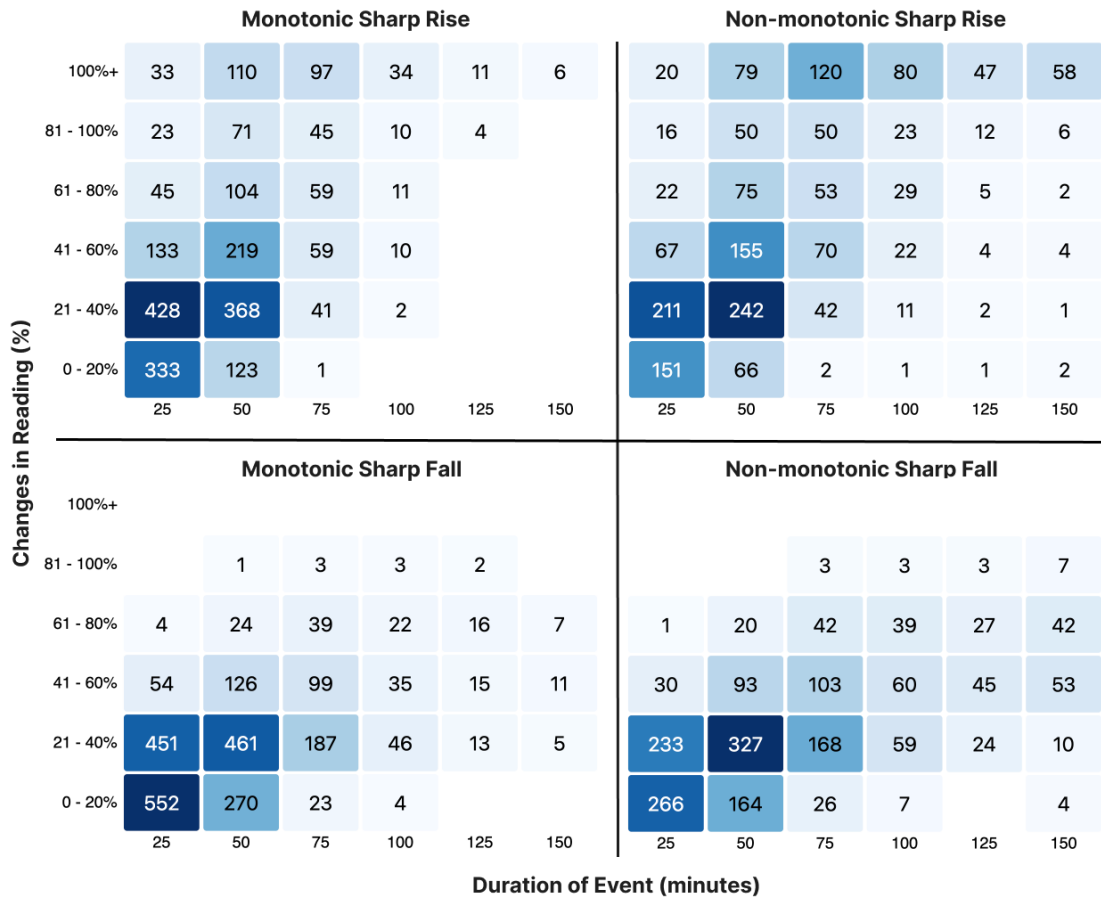 Monotonic Sharp Rise
Non-monotonic Sharp Rise
100%+ 33 110 97 34 11 6 20 79 120 80 47 58
81 - 100% 23 71 45 10 4 16 50 50 23 12 6
61 - 80% 45 104 59 11 22 75 53 29 5 2
41 - 60% 133 219 59 10 67 155 70 22 4 4
21 - 40% 428 368 41 2 211 242 42 11 2 1
0 - 20% 333 123 1 151 66 2 1 1 2
25 50 75 100 125 150 25 50 75 100 125 150
Changes in Reading (%)
Monotonic Sharp Fall
Non-monotonic Sharp Fall
100%+
81 - 100% 1 3 3 2 3 3 3 7
61 - 80% 4 24 39 22 16 7 1 20 42 39 27 42
41 - 60% 54 126 99 35 15 11 30 93 103 60 45 53
21 - 40% 451 461 187 46 13 5 233 327 168 59 24 10
0 - 20% 552 270 23 4 266 164 26 7 4
25 50 75 100 125 150 25 50 75 100 125 150
Duration of Event (minutes)